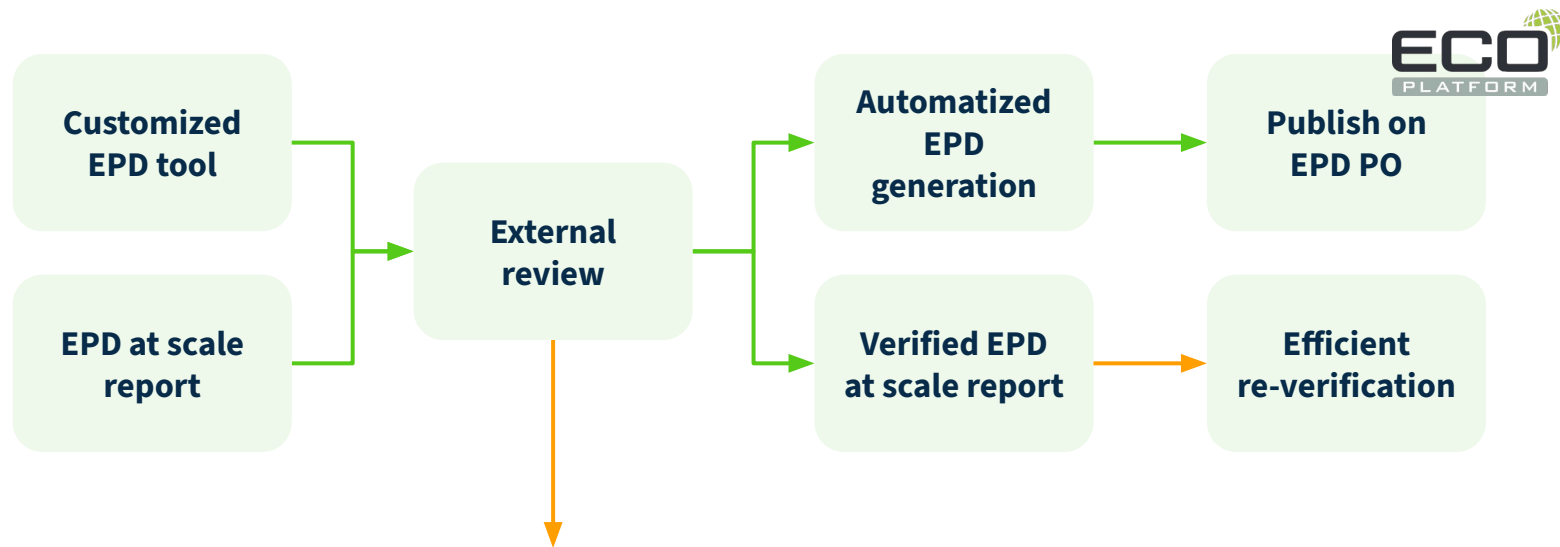 Customized
EPD tool
EPD at scale
report
External
review
Automatized
EPD
generation
Verified EPD
at scale report
ECO
PLATFORM
Publish on
EPD PO
Efficient
re-verification